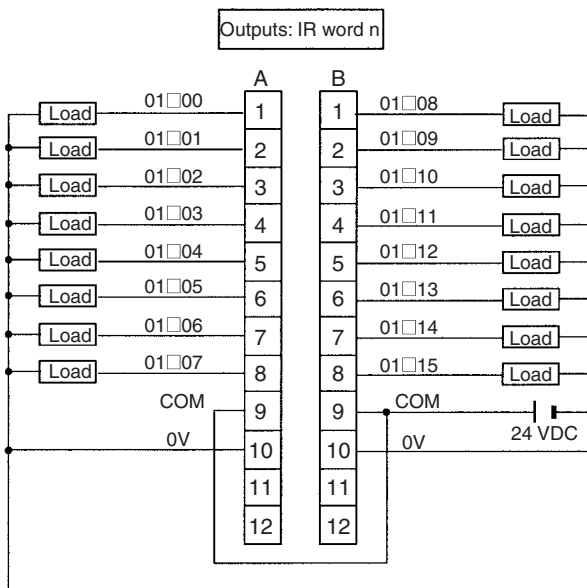 Outputs: IR word n
A B
Load 01□00 1 1 01□08 Load
Load 01□01 2 2 01□09 Load
Load 01□02 3 3 01□10 Load
Load 01□03 4 4 01□11 Load
Load 01□04 5 5 01□12 Load
Load 01□05 6 6 01□13 Load
Load 01□06 7 7 01□14 Load
Load 01□07 8 8 01□15 Load
COM 9 9 COM
24 VDC
0V 10 10 0V
11 11
12 12